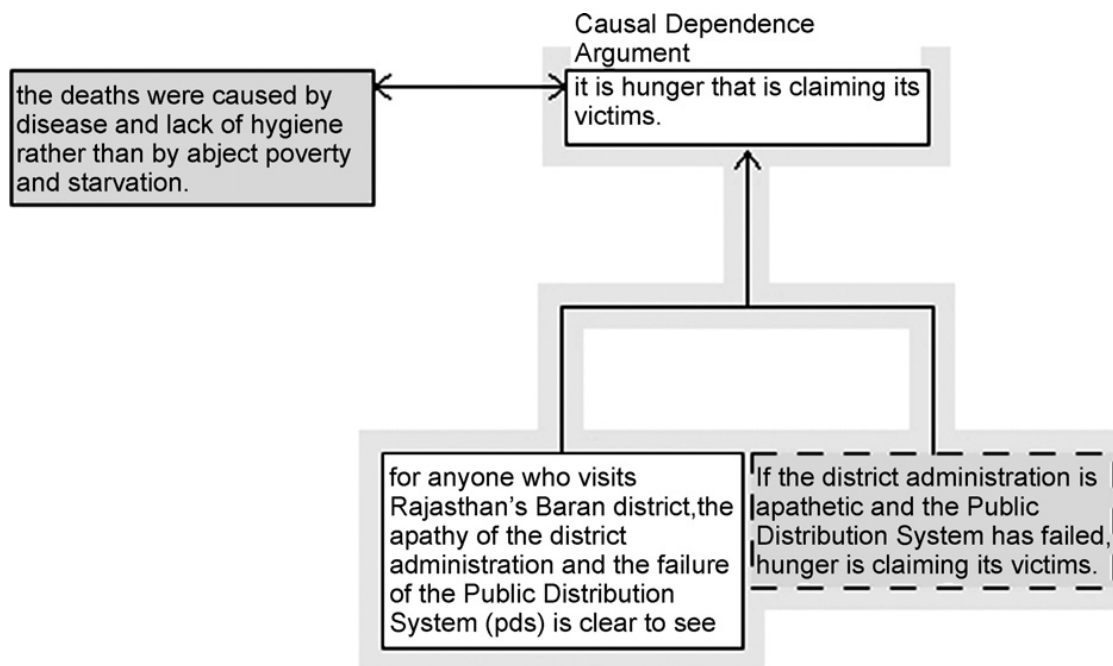 Causal Dependence
Argument
the deaths were caused by
disease and lack of hygiene
rather than by abject poverty
and starvation.
it is hunger that is claiming its
victims.
for anyone who visits
Rajasthan’s Baran district,the
apathy of the district
administration and the failure
of the Public Distribution
System (pds) is clear to see
If the district administration is
apathetic and the Public
Distribution System has failed,
hunger is claiming its victims.